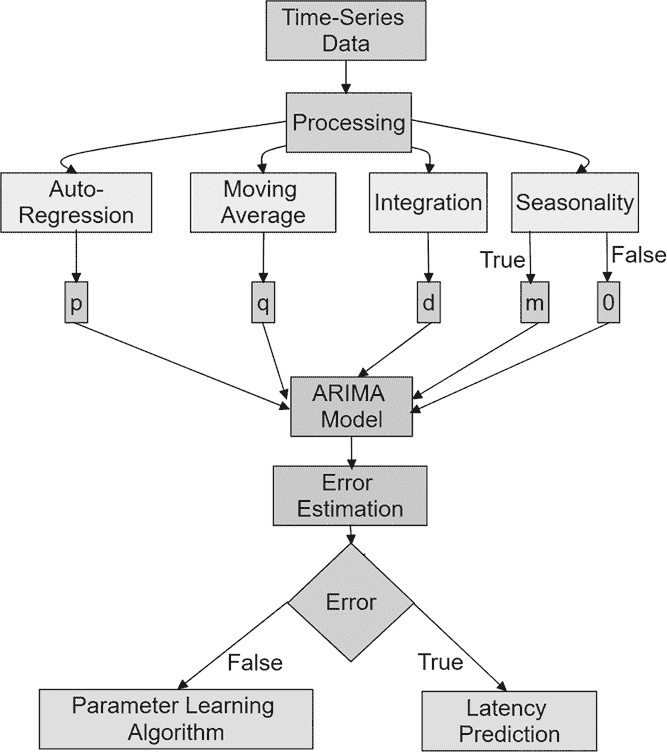 Time-Series
Data
Processing
Auto-
Regression
Moving
Average
Integration
Seasonality
True
False
p
q
d
m
0
ARIMA
Model
Error
Estimation
Error
False
True
Parameter Learning
Algorithm
Latency
Prediction